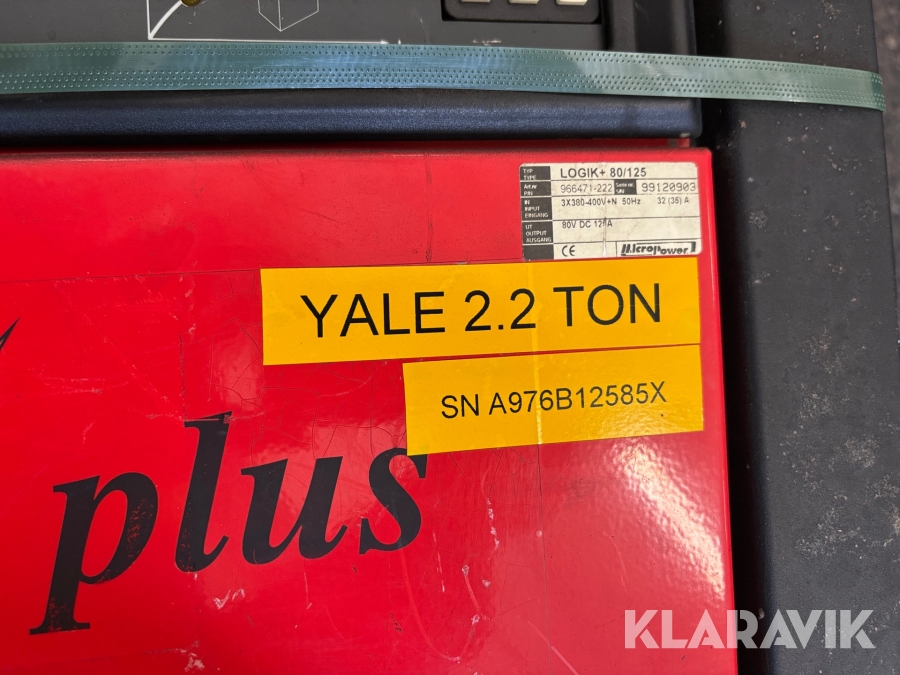 TYP
TYPE
LOGIK+ 80/125
Art.nr
P/N
966471-222
Serie nr.
S/N
99120903
IN
INPUT
EINGANG
3X380-400V+N 50Hz 32 (35) A
UT
OUTPUT
AUSGANG
80V DC 125A
CE
Micropower
YALE 2.2 TON
SN A976B12585X
plus
KLARAVIK